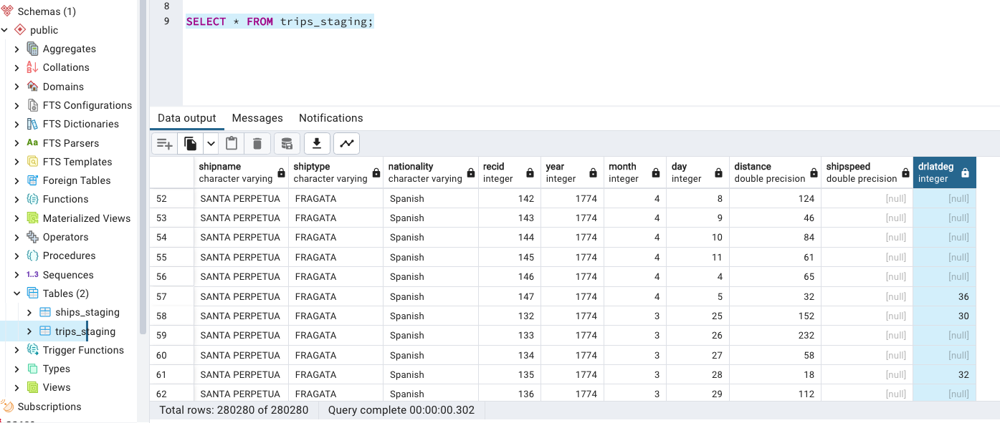 Schemas (1)
public
Aggregates
Collations
Domains
FTS Configurations
FTS Dictionaries
Aa FTS Parsers
FTS Templates
Foreign Tables
Functions
Materialized Views
Operators
Procedures
1..3 Sequences
Tables (2)
ships_staging
trips_staging
Trigger Functions
Types
Views
Subscriptions
8
9 SELECT * FROM trips_staging;
Data output Messages Notifications
shipname shiptype nationality recid year month day distance shipspeed drlatdeg
character varying character varying character varying integer integer integer integer double precision double precision integer
52 SANTA PERPETUA FRAGATA Spanish 142 1774 4 8 124 [null] [null]
53 SANTA PERPETUA FRAGATA Spanish 143 1774 4 9 46 [null] [null]
54 SANTA PERPETUA FRAGATA Spanish 144 1774 4 10 84 [null] [null]
55 SANTA PERPETUA FRAGATA Spanish 145 1774 4 11 61 [null] [null]
56 SANTA PERPETUA FRAGATA Spanish 146 1774 4 4 65 [null] [null]
57 SANTA PERPETUA FRAGATA Spanish 147 1774 4 5 32 [null] 36
58 SANTA PERPETUA FRAGATA Spanish 132 1774 3 25 152 [null] 30
59 SANTA PERPETUA FRAGATA Spanish 133 1774 3 26 232 [null] [null]
60 SANTA PERPETUA FRAGATA Spanish 134 1774 3 27 58 [null] [null]
61 SANTA PERPETUA FRAGATA Spanish 135 1774 3 28 18 [null] 32
62 SANTA PERPETUA FRAGATA Spanish 136 1774 3 29 112 [null] [null]
Total rows: 280280 of 280280 Query complete 00:00:00.302